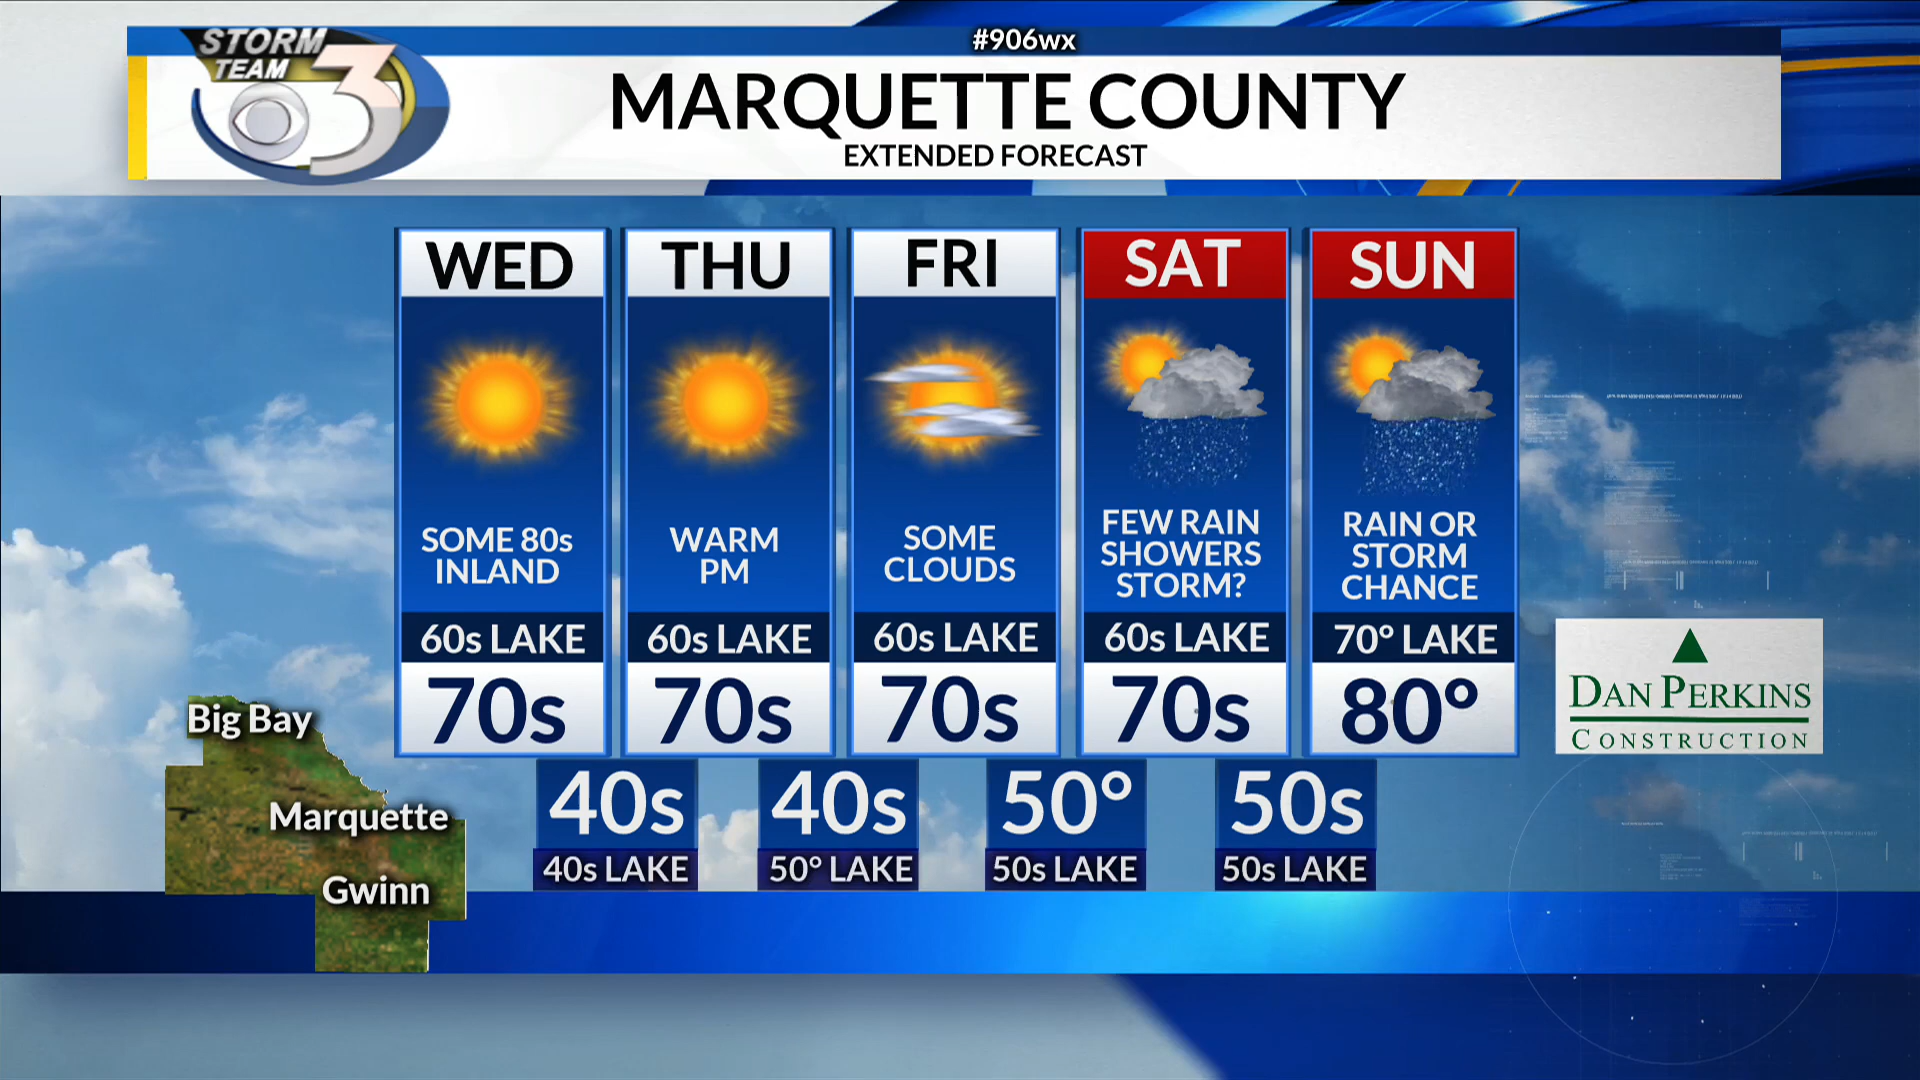 #906wx
STORM
TEAM
3
MARQUETTE COUNTY
EXTENDED FORECAST
WED
SOME 80s
INLAND
60s LAKE
70s
THU
WARM
PM
60s LAKE
70s
FRI
SOME
CLOUDS
60s LAKE
70s
SAT
FEW RAIN
SHOWERS
STORM?
60s LAKE
70s
SUN
RAIN OR
STORM
CHANCE
70° LAKE
80°
40s
40s LAKE
40s
50° LAKE
50°
50s LAKE
50s
50s LAKE
Big Bay
Marquette
Gwinn
DAN PERKINS
CONSTRUCTION